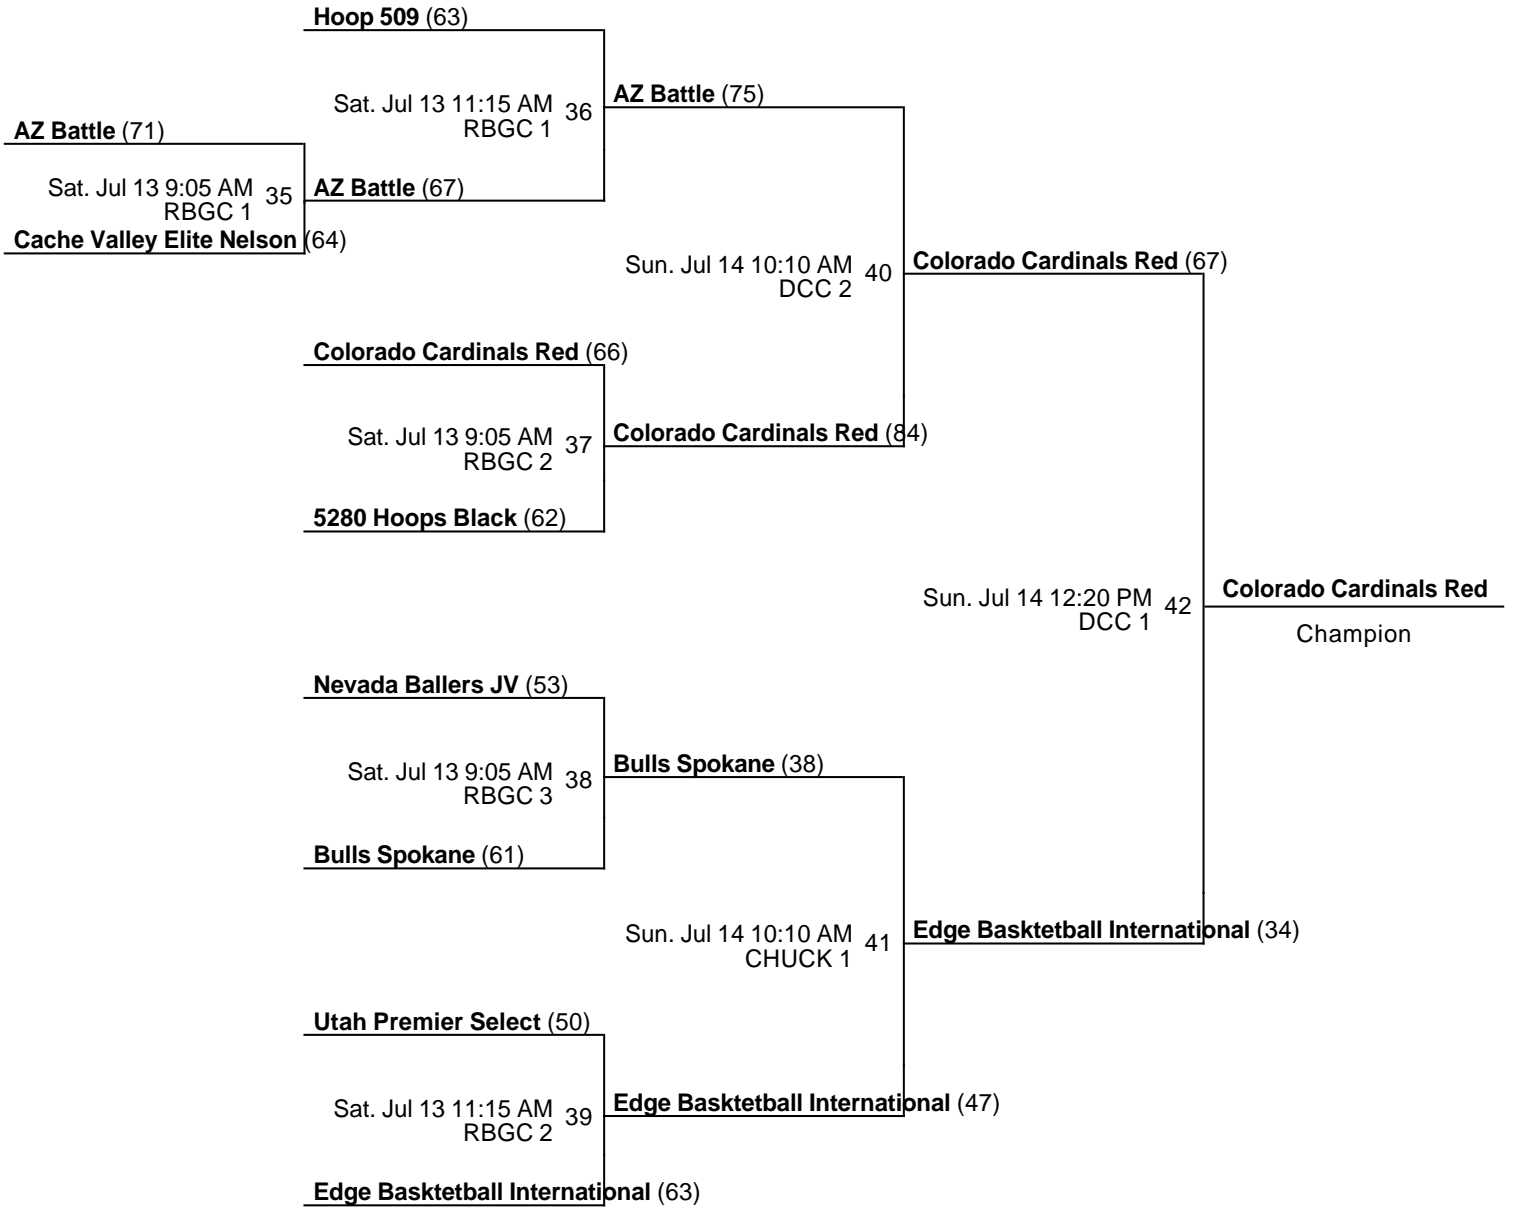 Hoop 509 (63)
Sat. Jul 13 11:15 AM 36
RBGC 1
AZ Battle (75)
AZ Battle (71)
Sat. Jul 13 9:05 AM 35
RBGC 1
AZ Battle (67)
Cache Valley Elite Nelson (64)
Sun. Jul 14 10:10 AM 40
DCC 2
Colorado Cardinals Red (67)
Colorado Cardinals Red (66)
Sat. Jul 13 9:05 AM 37
RBGC 2
Colorado Cardinals Red (84)
5280 Hoops Black (62)
Sun. Jul 14 12:20 PM 42
DCC 1
Colorado Cardinals Red
Champion
Nevada Ballers JV (53)
Sat. Jul 13 9:05 AM 38
RBGC 3
Bulls Spokane (38)
Bulls Spokane (61)
Sun. Jul 14 10:10 AM 41
CHUCK 1
Edge Basktetball International (34)
Utah Premier Select (50)
Sat. Jul 13 11:15 AM 39
RBGC 2
Edge Basktetball International (47)
Edge Basktetball International (63)